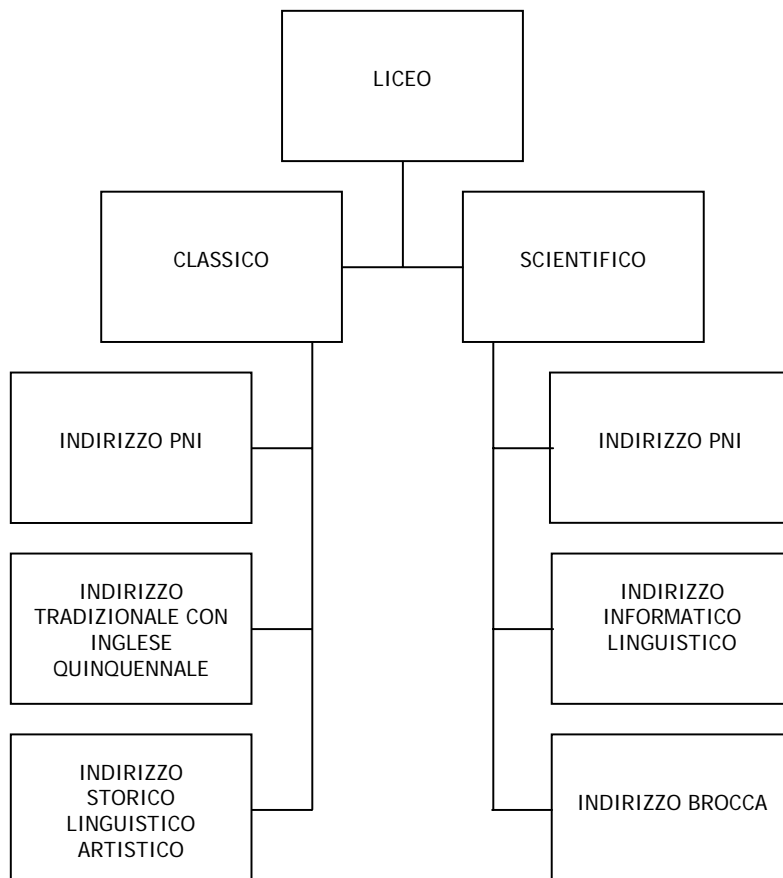 LICEO
CLASSICO
SCIENTIFICO
INDIRIZZO PNI
INDIRIZZO PNI
INDIRIZZO
TRADIZIONALE CON
INGLESE
QUINQUENNALE
INDIRIZZO
INFORMATICO
LINGUISTICO
INDIRIZZO
STORICO
LINGUISTICO
ARTISTICO
INDIRIZZO BROCCA